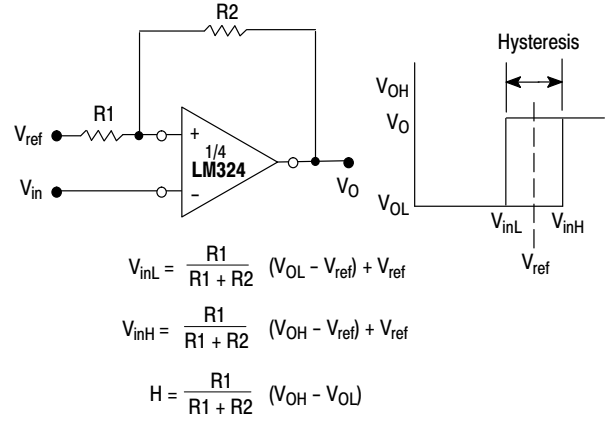 R2
Hysteresis
R1
Vref
+
1/4
LM324
−
Vin
VO
VOH
VO
VOL
VinL
VinH
Vref
VinL = R1 / R1 + R2 (VOL − Vref) + Vref
VinH = R1 / R1 + R2 (VOH − Vref) + Vref
H = R1 / R1 + R2 (VOH − VOL)